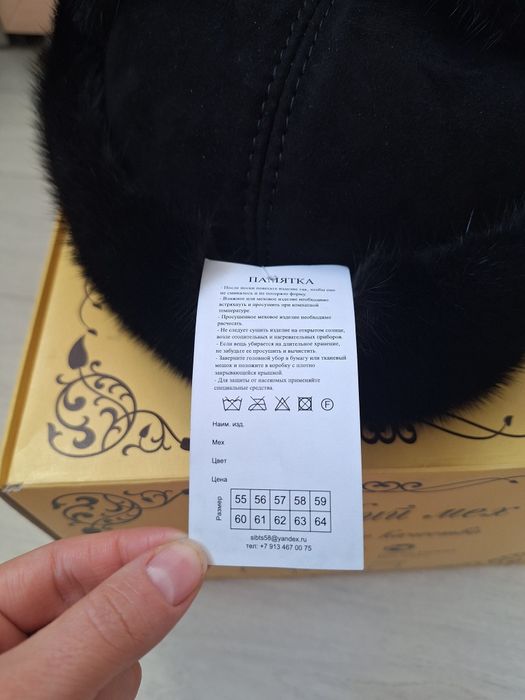 ПАМЯТКА
- После носки повесьте изделие так, чтобы оно
не сминалось и не потеряло форму.
- Влажное или меховое изделие необходимо
встряхнуть и просушить при комнатной
температуре.
- Просушенное меховое изделие необходимо
расчесать.
- Не следует сушить изделие на открытом солнце,
возле отопительных и нагревательных приборов.
- Если вещь убирается на длительное хранение,
не забудьте ее просушить и вычистить.
- Заверните головной убор в бумагу или тканевый
мешок и положите в коробку с плотно
закрывающейся крышкой.
- Для защиты от насекомых применяйте
специальные средства.
F
Наим. изд.
Мех
Цвет
Цена
Размер
55 56 57 58 59
60 61 62 63 64
sibts58@yandex.ru
тел: +7 913 467 00 75
мех
качества